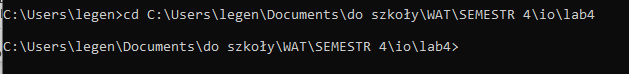 C:\Users\legen>cd C:\Users\legen\Documents\do szkoły\WAT\SEMESTR 4\io\lab4
C:\Users\legen\Documents\do szkoły\WAT\SEMESTR 4\io\lab4>